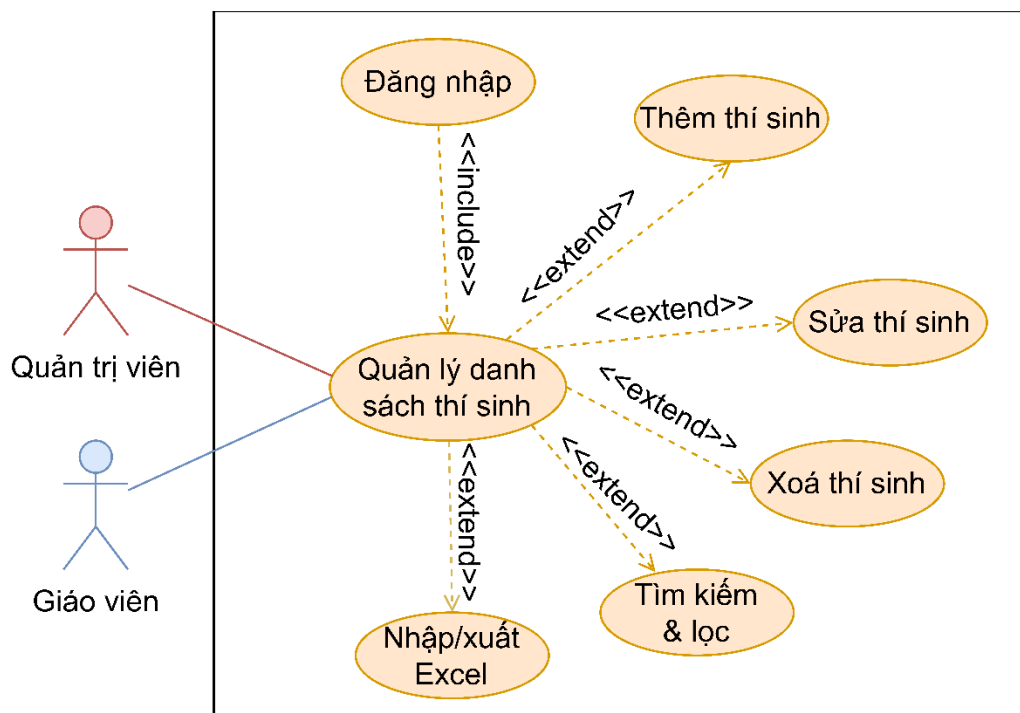 Đăng nhập
Thêm thí sinh
<<include>>
<<extend>>
<<extend>>
Sửa thí sinh
Quản trị viên
Quản lý danh
sách thí sinh
<<extend>>
Xoá thí sinh
<<extend>>
<<extend>>
Giáo viên
Nhập/xuất
Excel
Tìm kiếm
& lọc